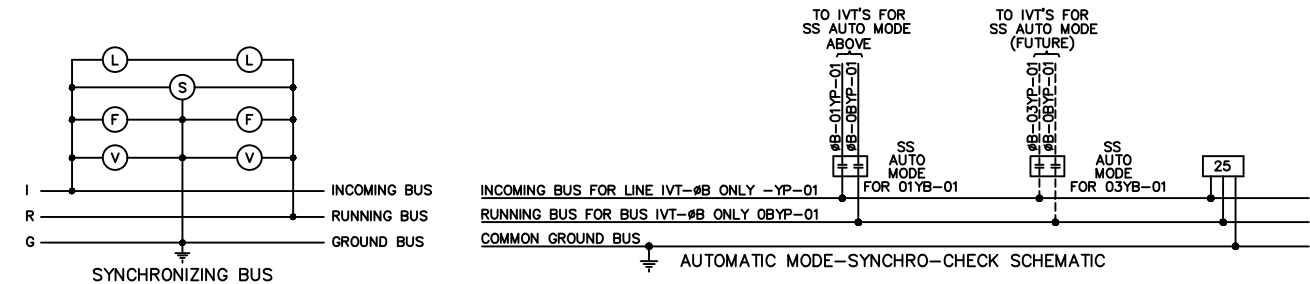 TO IVT'S FOR
SS AUTO MODE
ABOVE
TO IVT'S FOR
SS AUTO MODE
(FUTURE)
L L
S
F F
V V
I INCOMING BUS
R RUNNING BUS
G GROUND BUS
SYNCHRONIZING BUS
øB-01YP-01
øB-0BYP-01
øB-03YP-01
øB-0BYP-01
SS
AUTO
MODE
FOR 01YB-01
SS
AUTO
MODE
FOR 03YB-01
25
INCOMING BUS FOR LINE IVT-øB ONLY -YP-01
RUNNING BUS FOR BUS IVT-øB ONLY 0BYP-01
COMMON GROUND BUS
AUTOMATIC MODE-SYNCHRO-CHECK SCHEMATIC